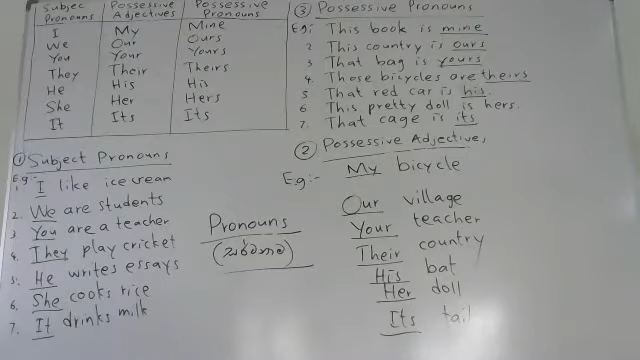 Subjec Possessive Possessive
Pronouns Adjectives Pronouns
I My Mine
We Our Ours
You Your Yours
They Their Theirs
He His His
She Her Hers
It Its Its
① Subject Pronouns
Eg:-
1. I like icecream
2. We are students
3 You are a teacher
4. They play cricket
5. He writes essays
6. She cooks rice
7. It drinks milk
Pronouns
③ Possessive Pronouns
Eg: This book is mine
2 This country is ours
3 That bag is yours
4. Those bicycles are theirs
5 That red car is his.
6 This pretty doll is hers.
7. That cage is its
② Possessive Adjectives
Eg:- My bicycle
Our village
Your teacher
Their country
His bat
Her doll
Its tail